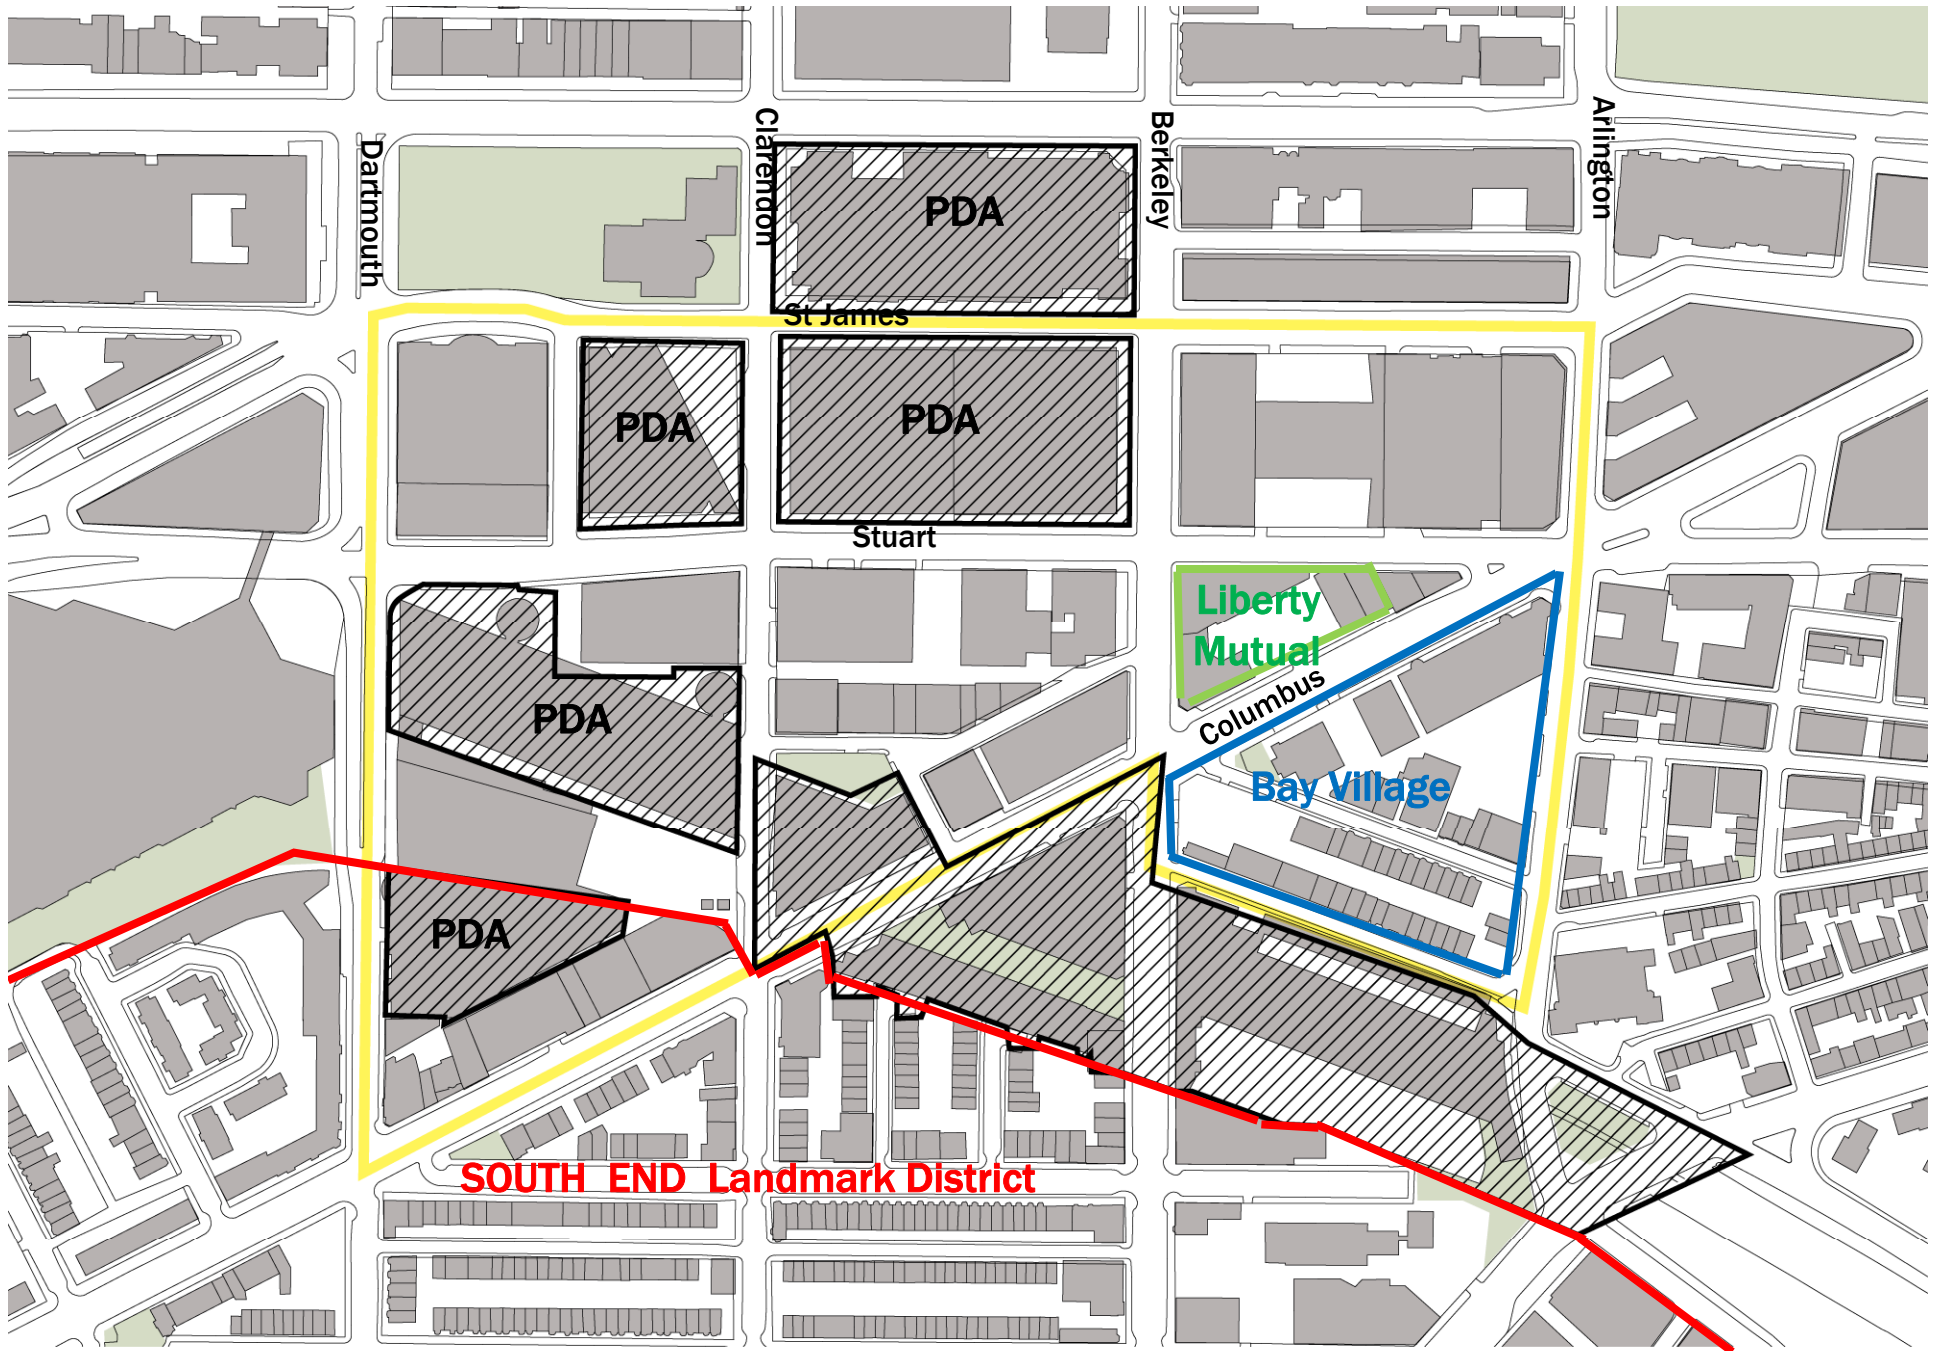 Clarendon
Berkeley
Arlington
Dartmouth
PDA
St James
PDA
PDA
Stuart
Liberty
Mutual
Columbus
PDA
Bay Village
PDA
SOUTH END Landmark District